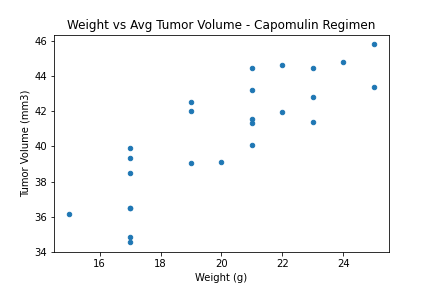 Weight vs Avg Tumor Volume - Capomulin Regimen
46
44
42
40
38
36
34
Tumor Volume (mm3)
16 18 20 22 24
Weight (g)